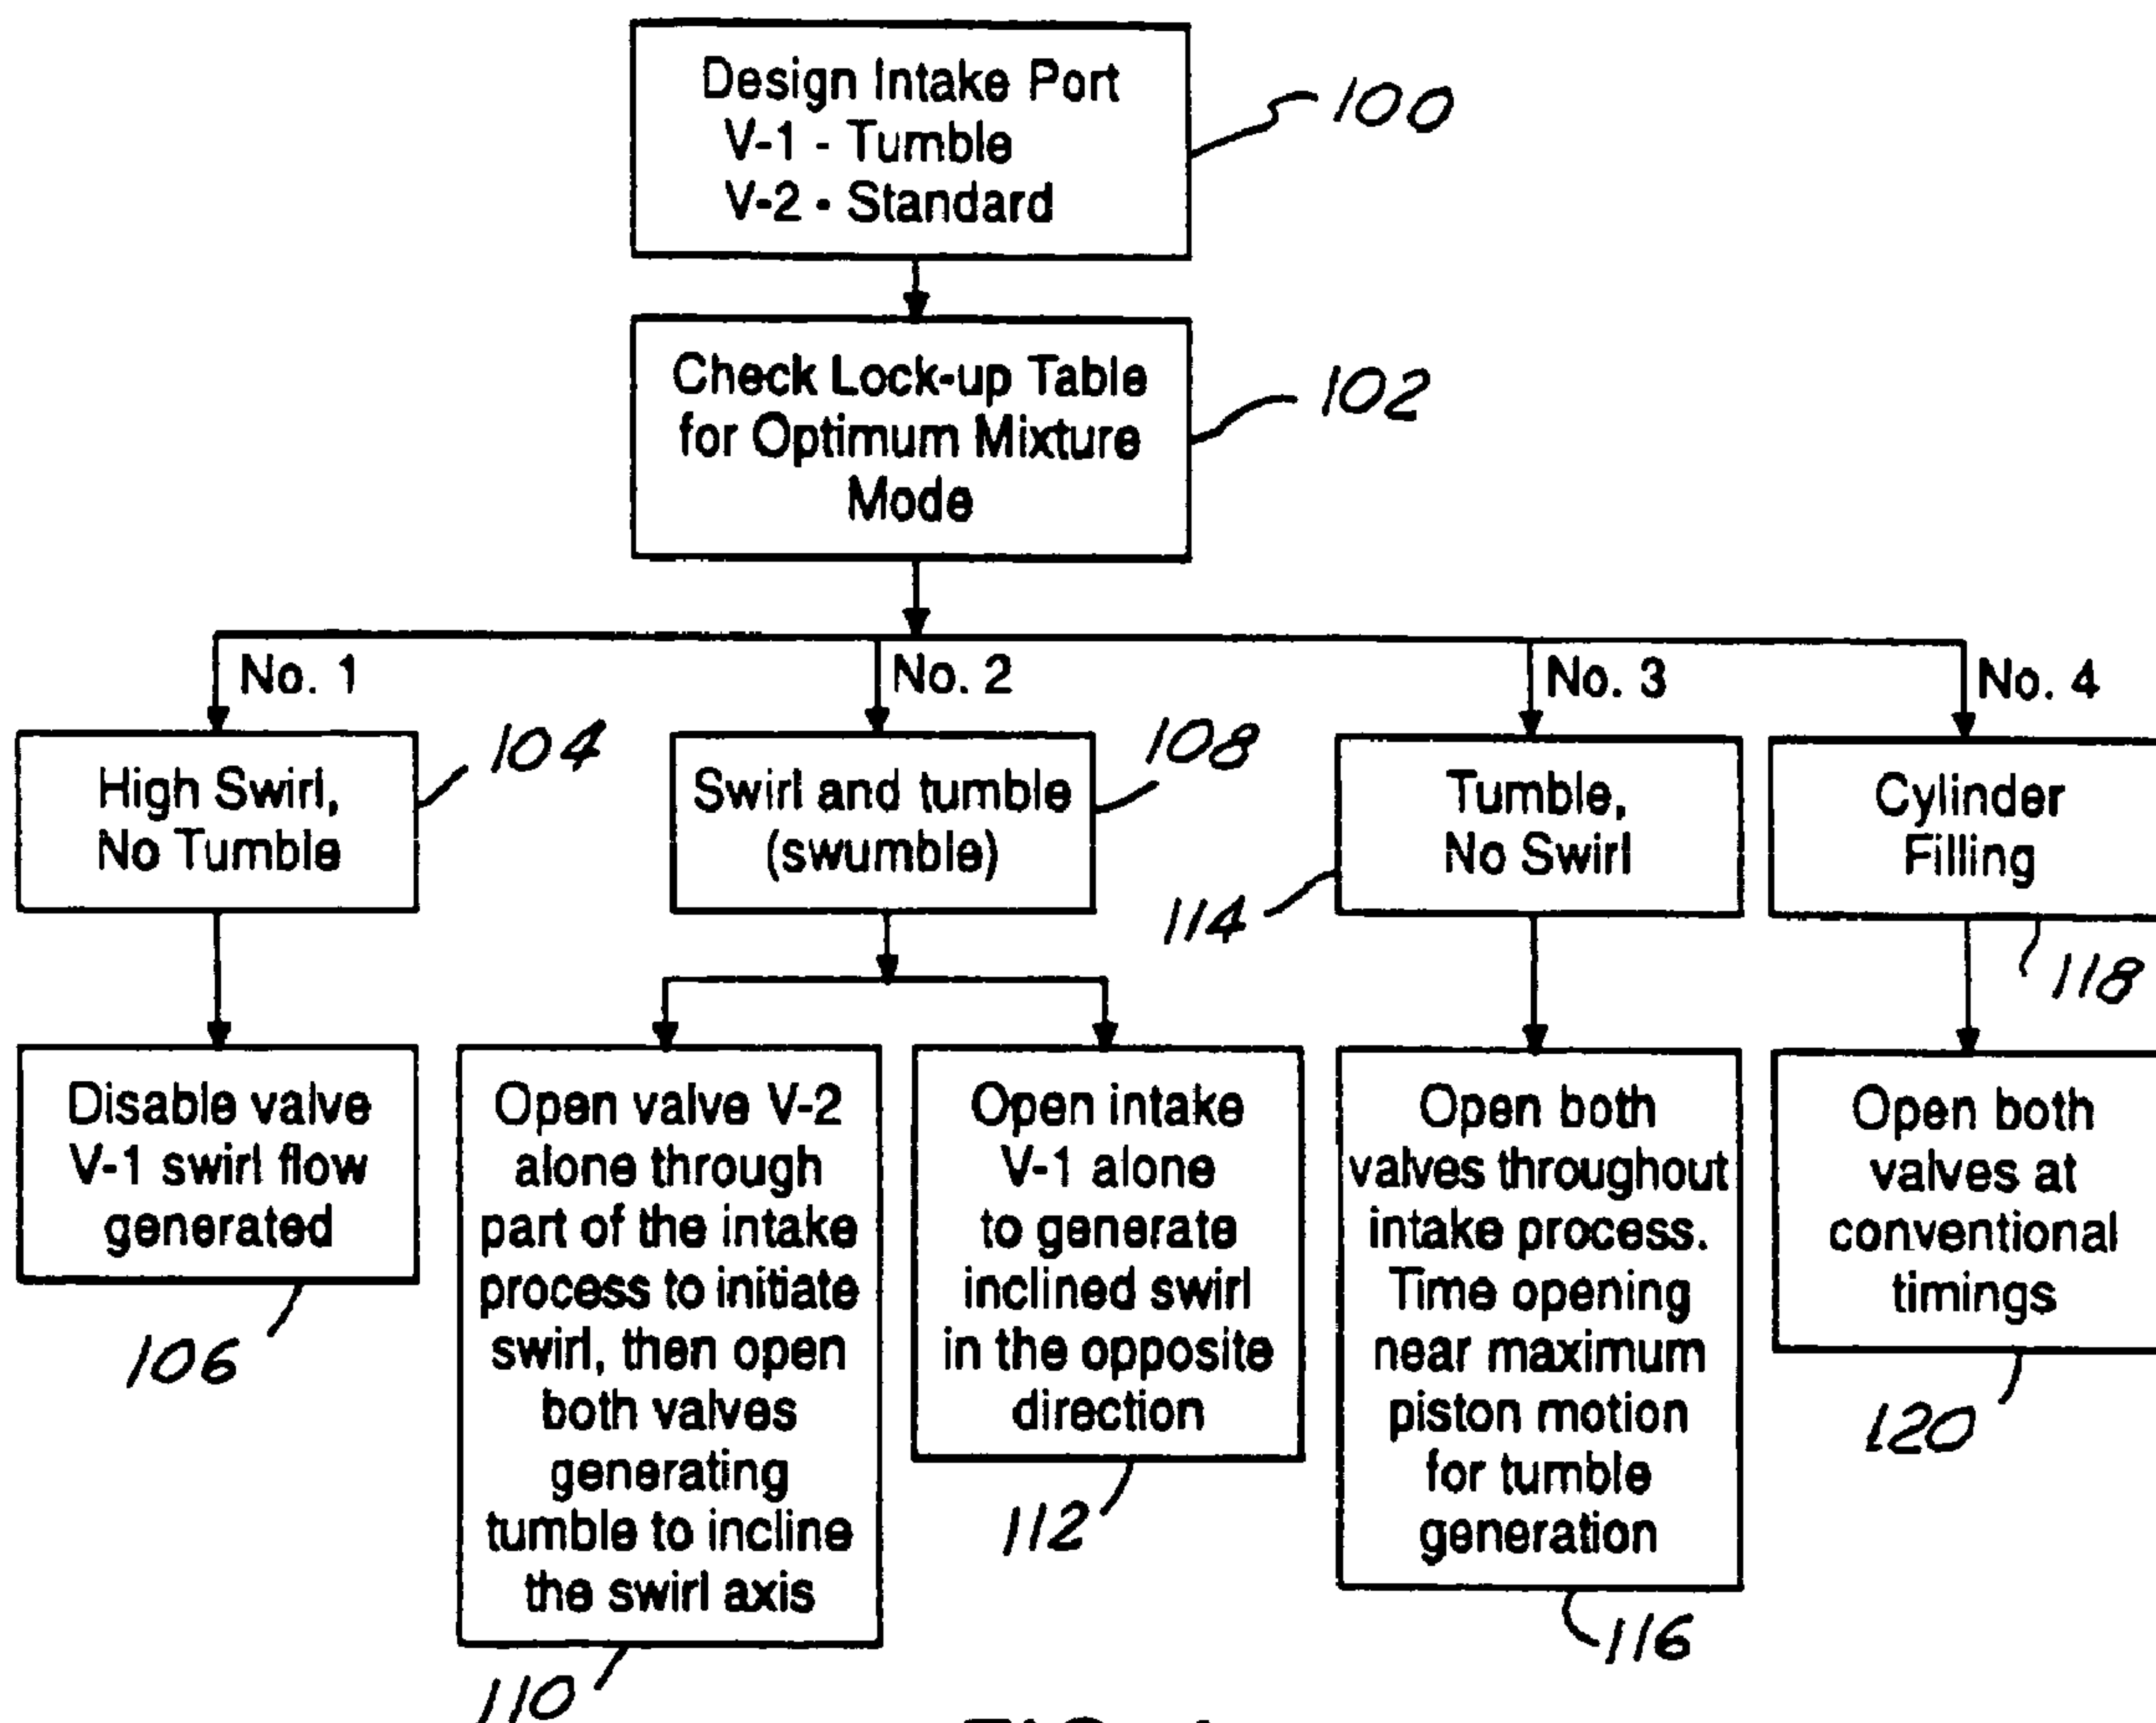 Design Intake Port
V-1 - Tumble
V-2 - Standard
100
Check Lock-up Table
for Optimum Mixture
Mode
102
No. 1
No. 2
No. 3
No. 4
High Swirl,
No Tumble
104
Swirl and tumble
(swumble)
108
Tumble,
No Swirl
114
Cylinder
Filling
118
Disable valve
V-1 swirl flow
generated
106
Open valve V-2
alone through
part of the intake
process to initiate
swirl, then open
both valves
generating
tumble to incline
the swirl axis
110
Open intake
V-1 alone
to generate
inclined swirl
in the opposite
direction
112
Open both
valves throughout
intake process.
Time opening
near maximum
piston motion
for tumble
generation
116
Open both
valves at
conventional
timings
120